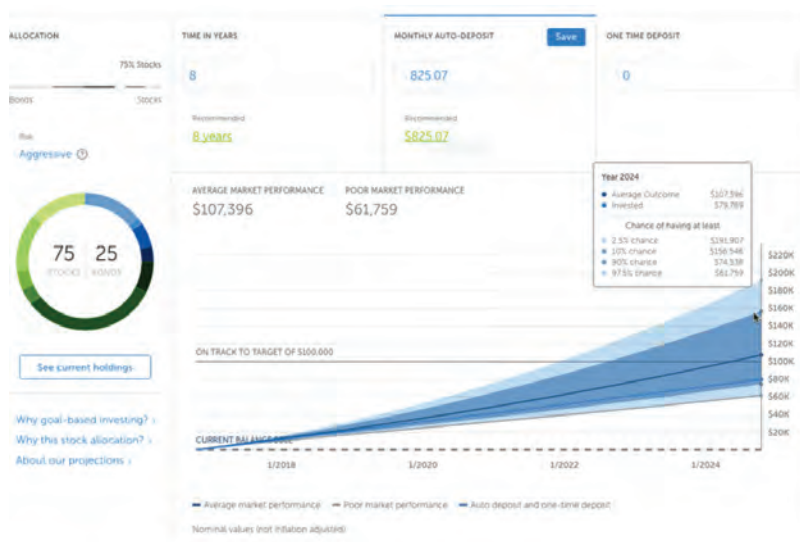 ALLOCATION
75% Stocks
Bonds Stocks
Risk
Aggressive ?
75 25
STOCKS BONDS
See current holdings
Why goal-based investing? ›
Why this stock allocation? ›
About our projections ›
TIME IN YEARS
8
Recommended
8 years
MONTHLY AUTO-DEPOSIT
Save
825.07
Recommended
$825.07
ONE TIME DEPOSIT
0
AVERAGE MARKET PERFORMANCE
$107,396
POOR MARKET PERFORMANCE
$61,759
Year 2024
Average Outcome $107,396
Invested $79,789
Chance of having at least
2.5% chance $191,907
10% chance $156,546
90% chance $74,538
97.5% chance $61,759
$220K
$200K
$180K
$160K
$140K
$120K
$100K
$80K
$60K
$40K
$20K
ON TRACK TO TARGET OF $100,000
CURRENT BALANCE
1/2018 1/2020 1/2022 1/2024
Average market performance Poor market performance Auto deposit and one-time deposit
Nominal values (not inflation adjusted)